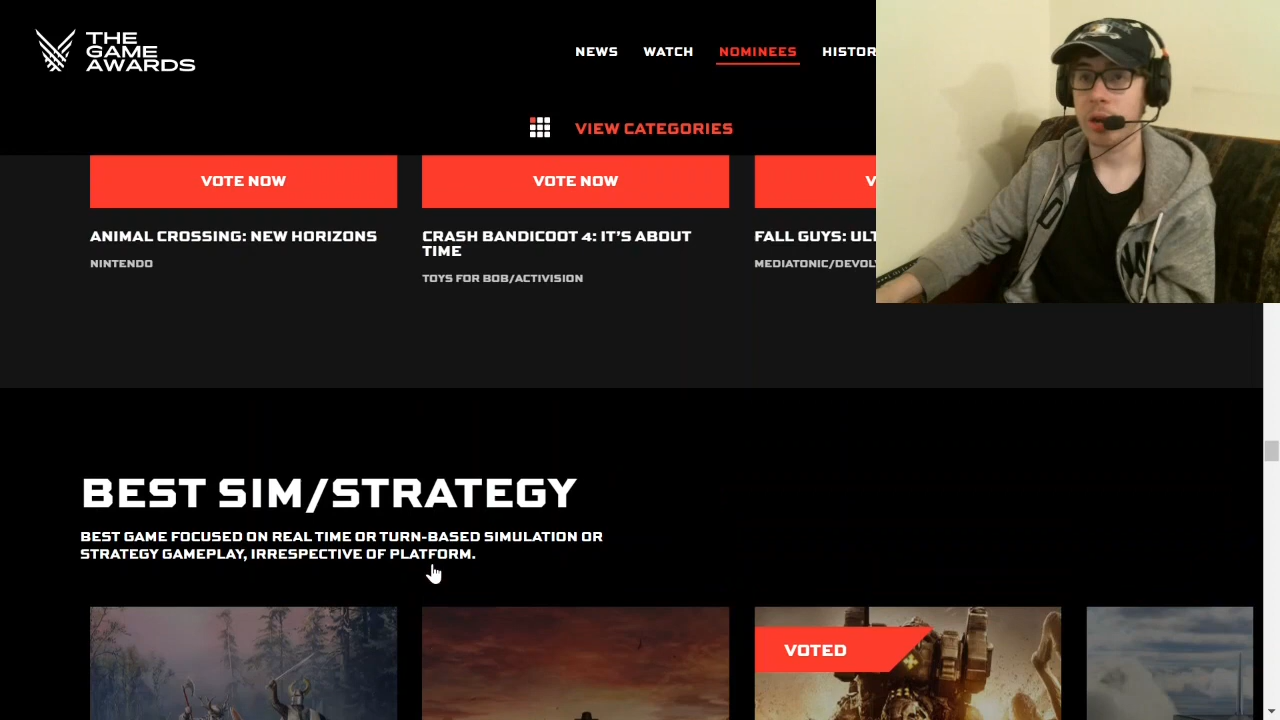 THE
GAME
AWARDS
NEWS
WATCH
NOMINEES
VIEW CATEGORIES
VOTE NOW
VOTE NOW
ANIMAL CROSSING: NEW HORIZONS
NINTENDO
CRASH BANDICOOT 4: IT'S ABOUT
TIME
TOYS FOR BOB/ACTIVISION
FALL GUYS:
BEST SIM/STRATEGY
BEST GAME FOCUSED ON REAL TIME OR TURN-BASED SIMULATION OR
STRATEGY GAMEPLAY, IRRESPECTIVE OF PLATFORM.
VOTED